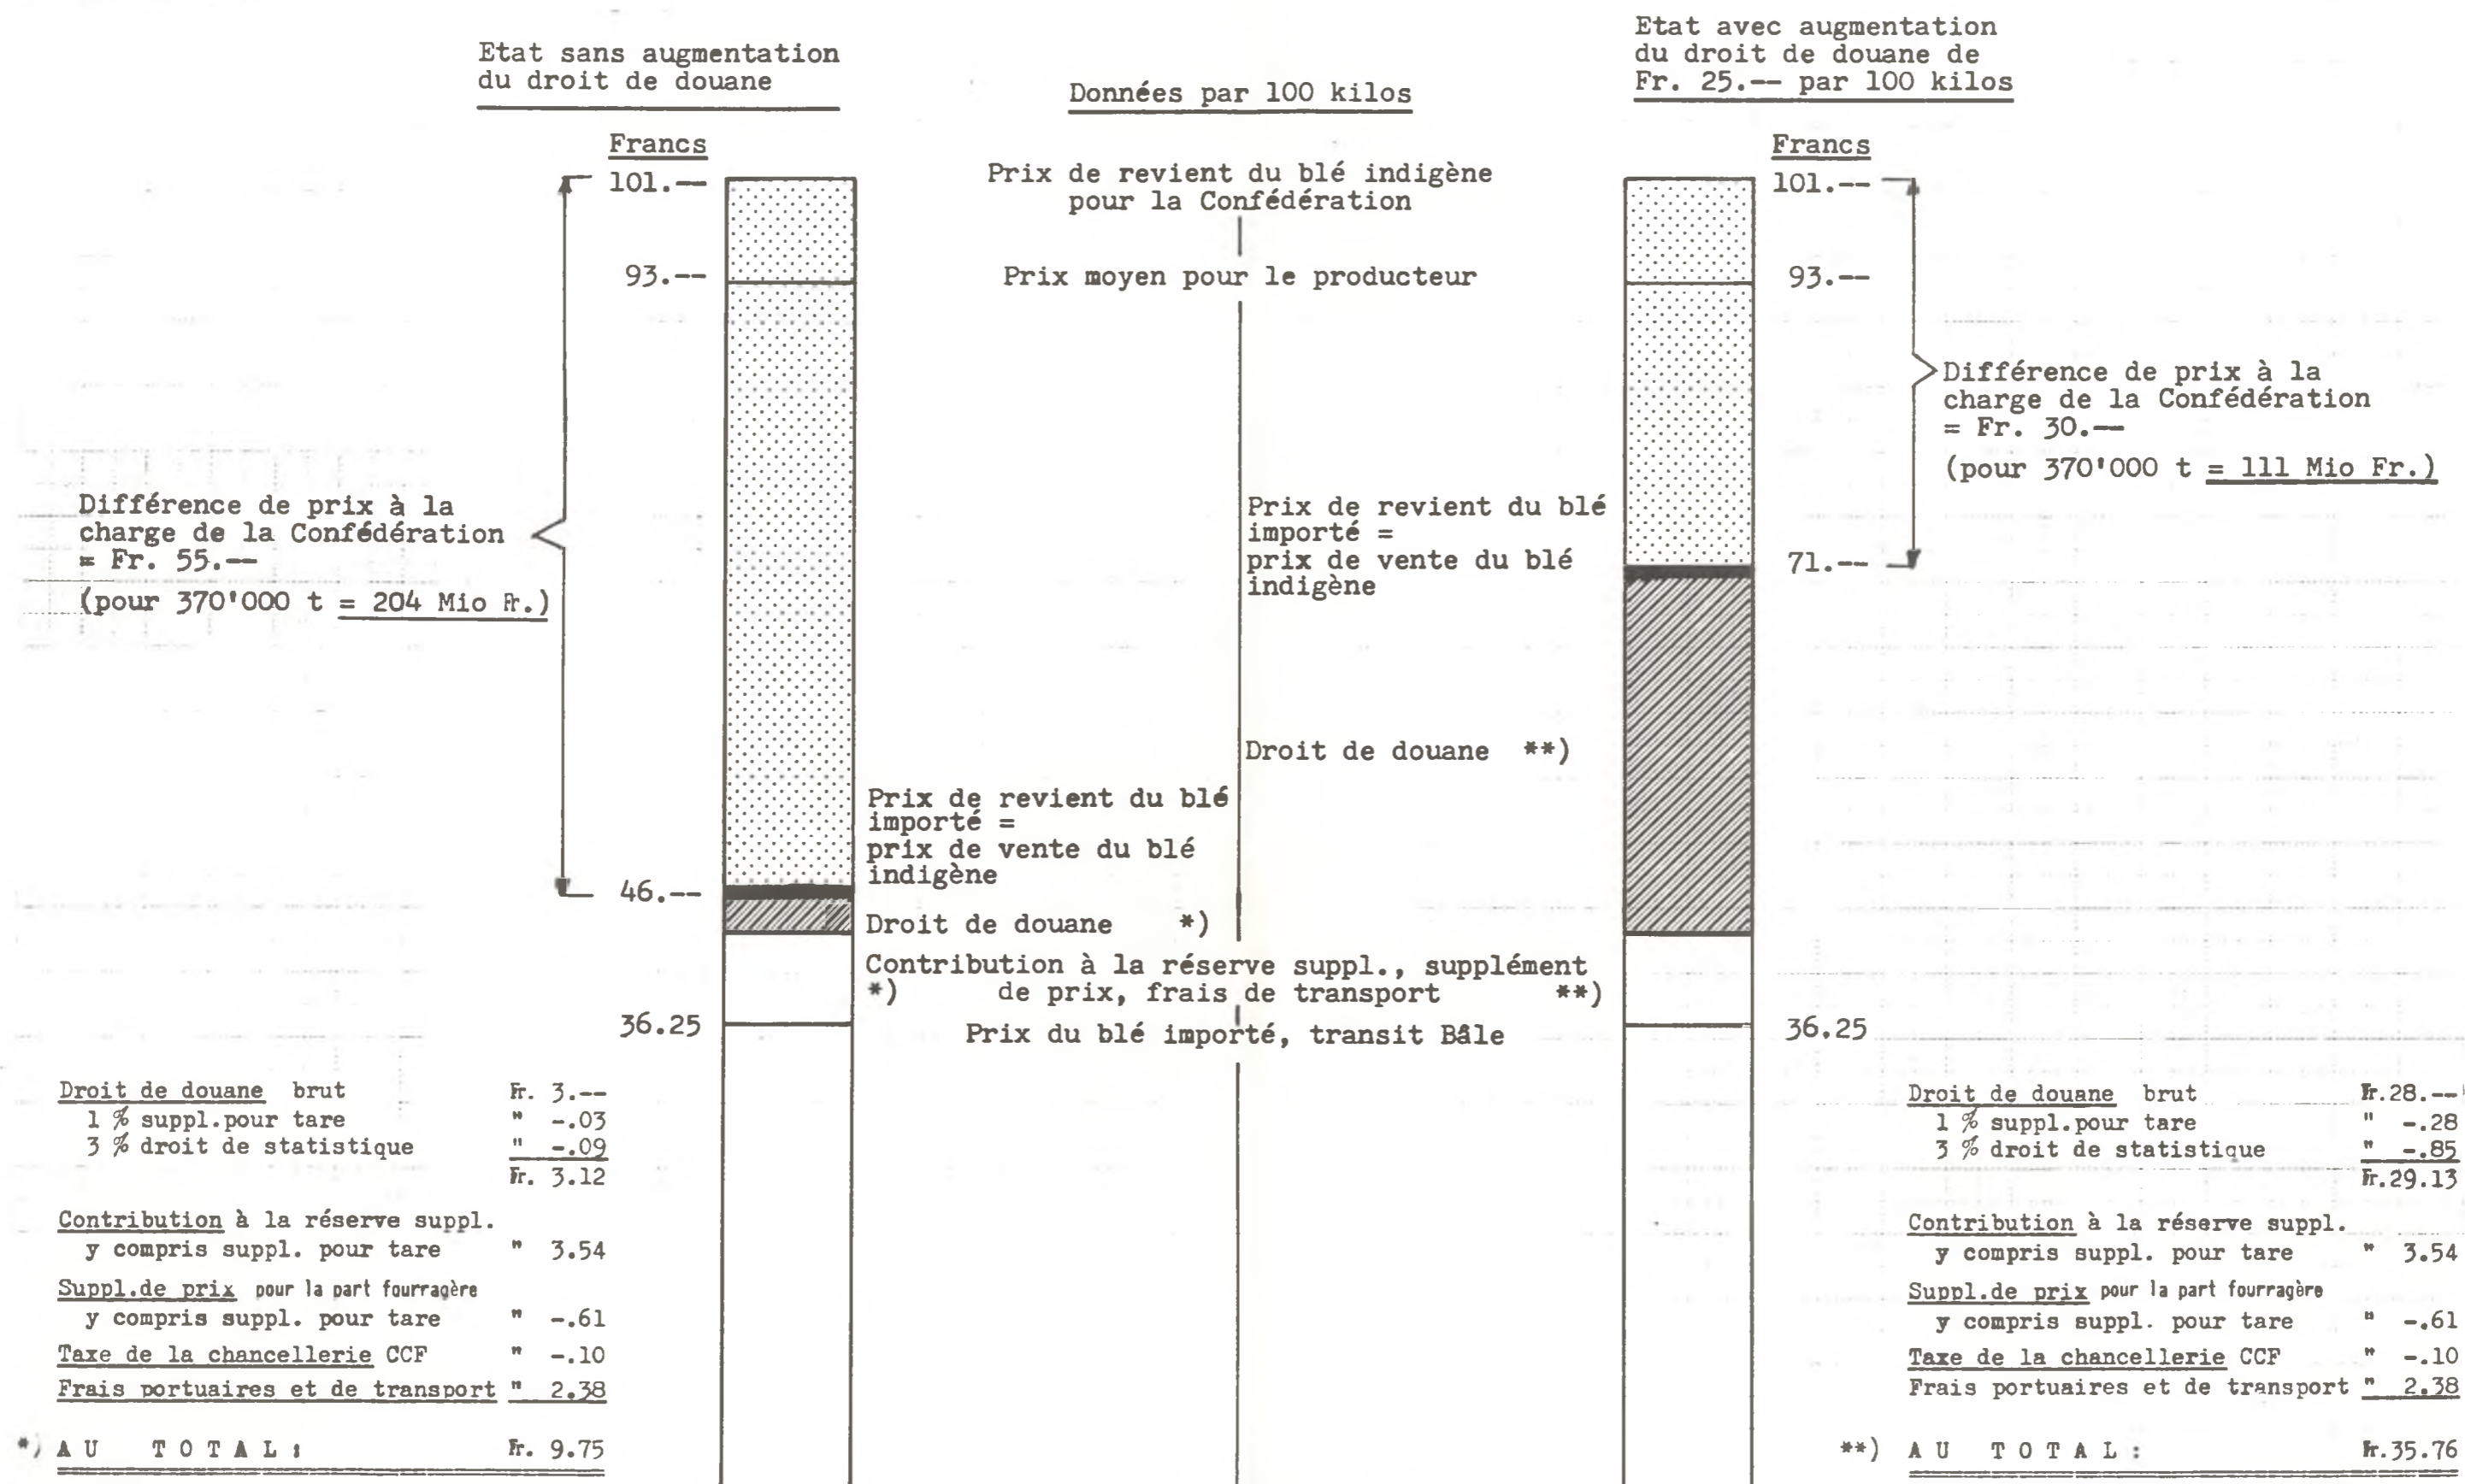 Etat sans augmentation
du droit de douane
Données par 100 kilos
Etat avec augmentation
du droit de douane de
Fr. 25.-- par 100 kilos
Francs
101.--
93.--
46.--
36.25
Différence de prix à la
charge de la Confédération
= Fr. 55.--
(pour 370'000 t = 204 Mio Fr.)
Prix de revient du blé indigène
pour la Confédération
Prix moyen pour le producteur
Prix de revient du blé
importé =
prix de vente du blé
indigène
Droit de douane **)
Prix de revient du blé
importé =
prix de vente du blé
indigène
Droit de douane *)
Contribution à la réserve suppl., supplément
*) de prix, frais de transport **)
Prix du blé importé, transit Bâle
Francs
101.--
93.--
71.--
36.25
Différence de prix à la
charge de la Confédération
= Fr. 30.--
(pour 370'000 t = 111 Mio Fr.)
Droit de douane brut Fr. 3.--
1 % suppl.pour tare " -.03
3 % droit de statistique " -.09
Fr. 3.12
Contribution à la réserve suppl.
y compris suppl. pour tare " 3.54
Suppl.de prix pour la part fourragère
y compris suppl. pour tare " -.61
Taxe de la chancellerie CCF " -.10
Frais portuaires et de transport " 2.38
*) AU TOTAL: Fr. 9.75
Droit de douane brut Fr.28.--
1 % suppl.pour tare " -.28
3 % droit de statistique " -.85
Fr.29.13
Contribution à la réserve suppl.
y compris suppl. pour tare " 3.54
Suppl.de prix pour la part fourragère
y compris suppl. pour tare " -.61
Taxe de la chancellerie CCF " -.10
Frais portuaires et de transport " 2.38
**) AU TOTAL: Fr.35.76